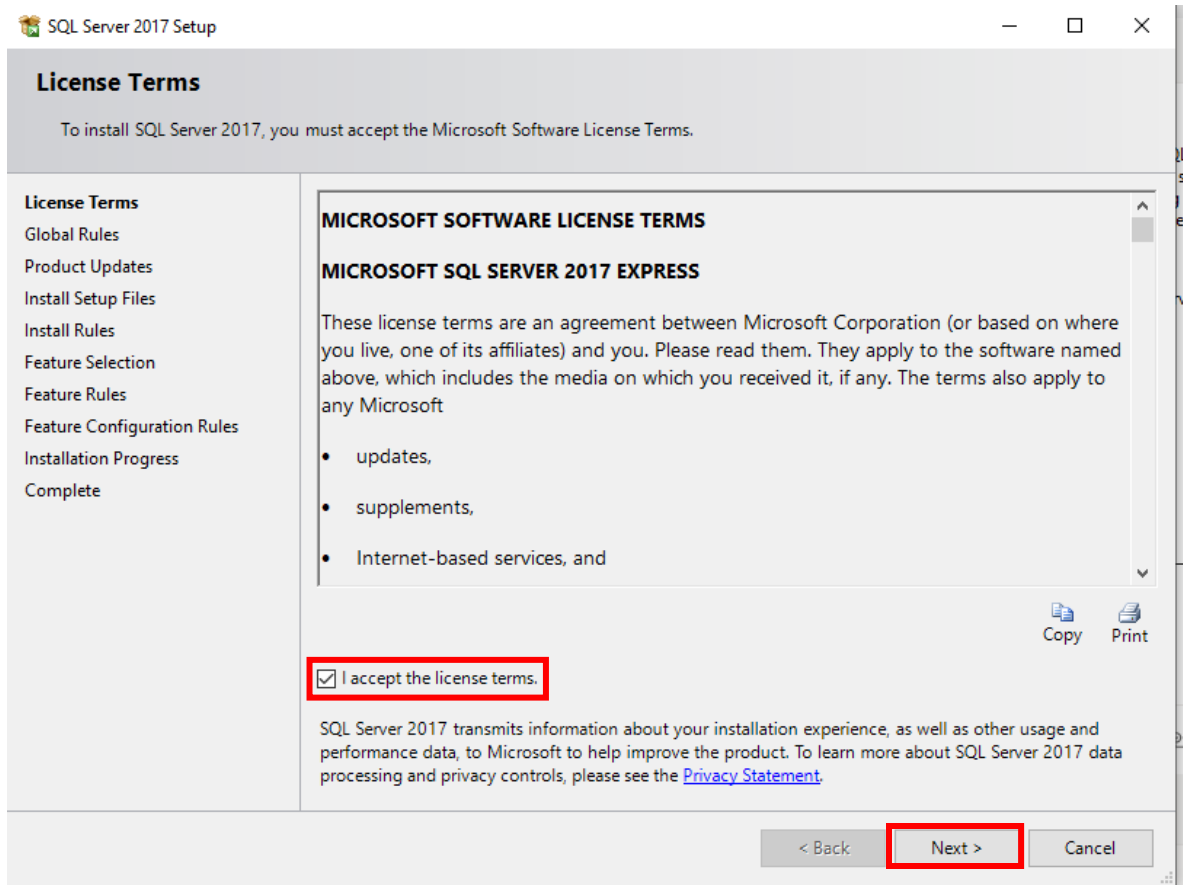 SQL Server 2017 Setup
License Terms
To install SQL Server 2017, you must accept the Microsoft Software License Terms.
License Terms
Global Rules
Product Updates
Install Setup Files
Install Rules
Feature Selection
Feature Rules
Feature Configuration Rules
Installation Progress
Complete
MICROSOFT SOFTWARE LICENSE TERMS
MICROSOFT SQL SERVER 2017 EXPRESS
These license terms are an agreement between Microsoft Corporation (or based on where
you live, one of its affiliates) and you. Please read them. They apply to the software named
above, which includes the media on which you received it, if any. The terms also apply to
any Microsoft
• updates,
• supplements,
• Internet-based services, and
Copy Print
I accept the license terms.
SQL Server 2017 transmits information about your installation experience, as well as other usage and
performance data, to Microsoft to help improve the product. To learn more about SQL Server 2017 data
processing and privacy controls, please see the Privacy Statement.
< Back Next > Cancel